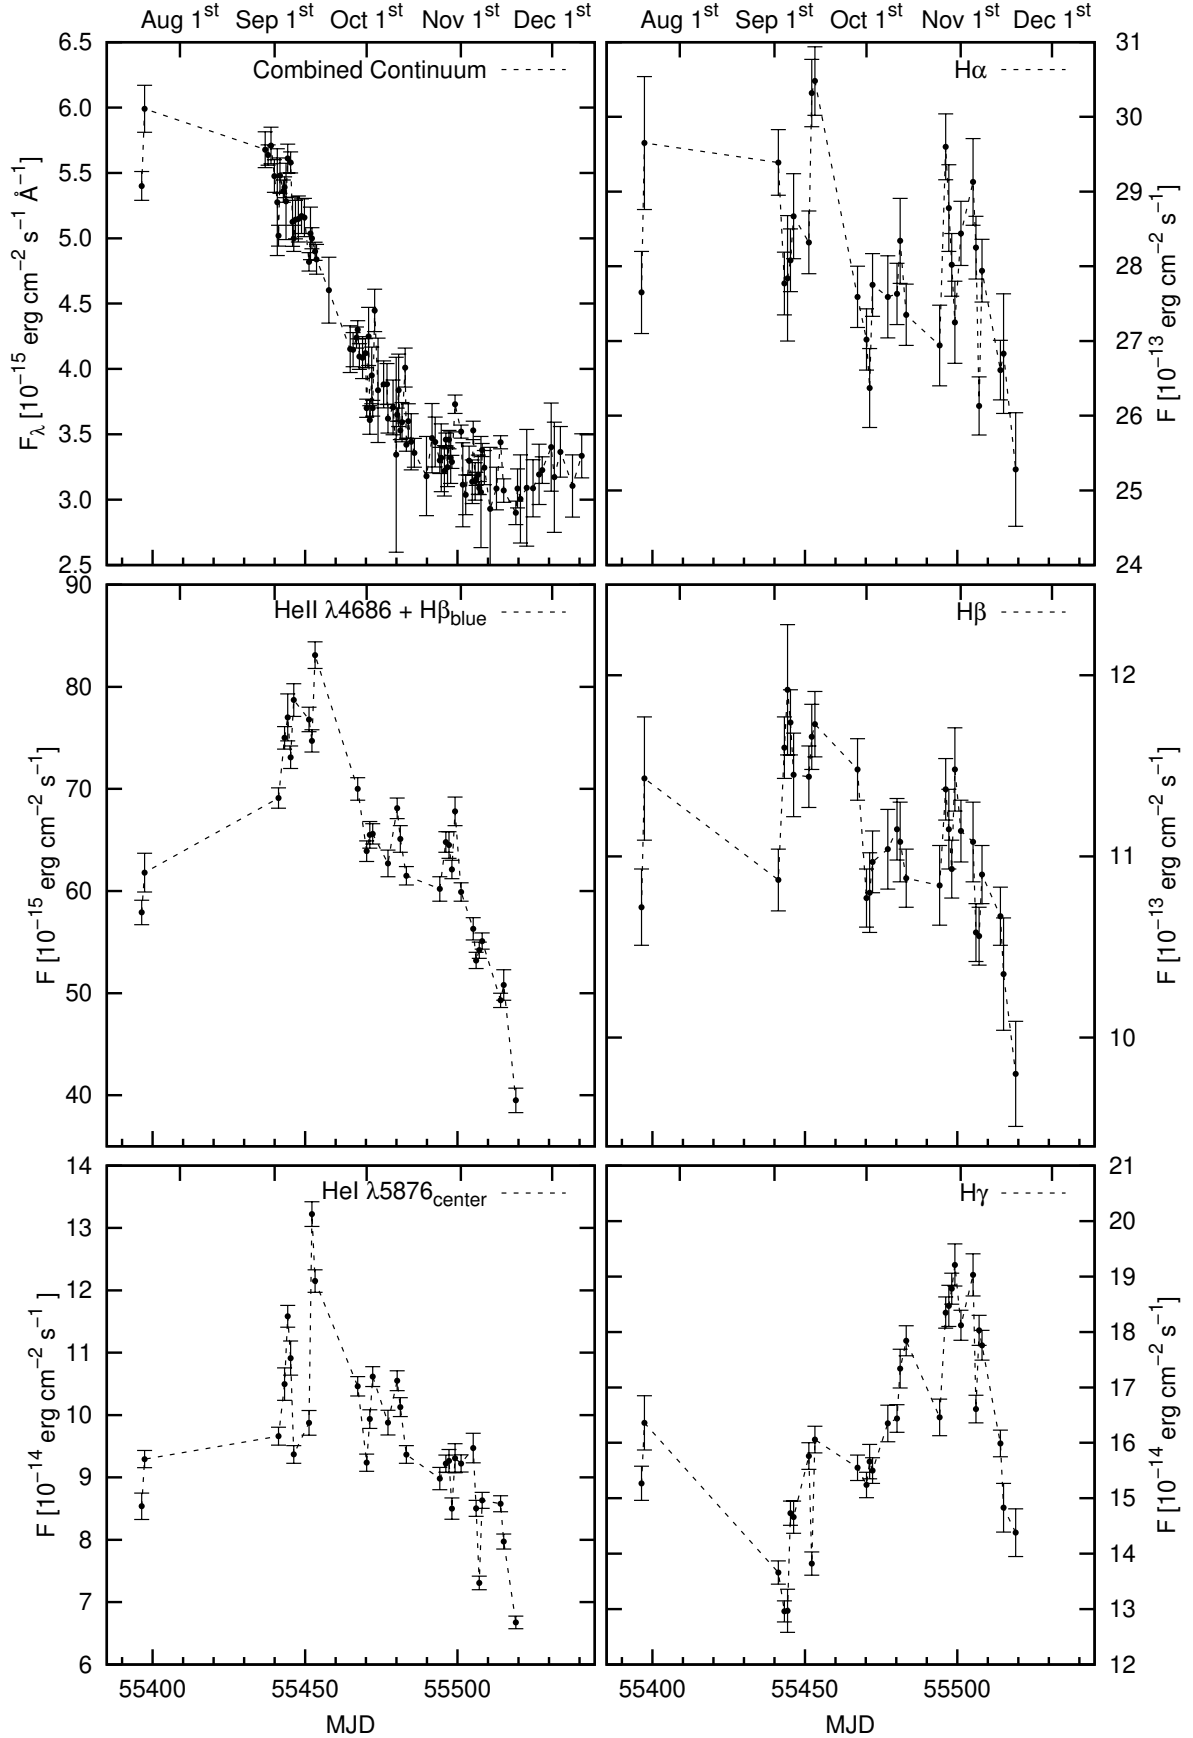 Aug 1st Sep 1st Oct 1st Nov 1st Dec 1st Aug 1st Sep 1st Oct 1st Nov 1st Dec 1st
Combined Continuum
6.5
6.0
5.5
5.0
4.5
4.0
3.5
3.0
2.5
Fλ [10−15 erg cm−2 s−1 Å−1]
Hα
31
30
29
28
27
26
25
24
F [10−13 erg cm−2 s−1]
HeII λ4686 + Hβblue
90
80
70
60
50
40
F [10−15 erg cm−2 s−1]
Hβ
12
11
10
F [10−13 erg cm−2 s−1]
HeI λ5876center
14
13
12
11
10
9
8
7
6
F [10−14 erg cm−2 s−1 ]
55400 55450 55500
MJD
Hγ
21
20
19
18
17
16
15
14
13
12
F [10−14 erg cm−2 s−1]
55400 55450 55500
MJD